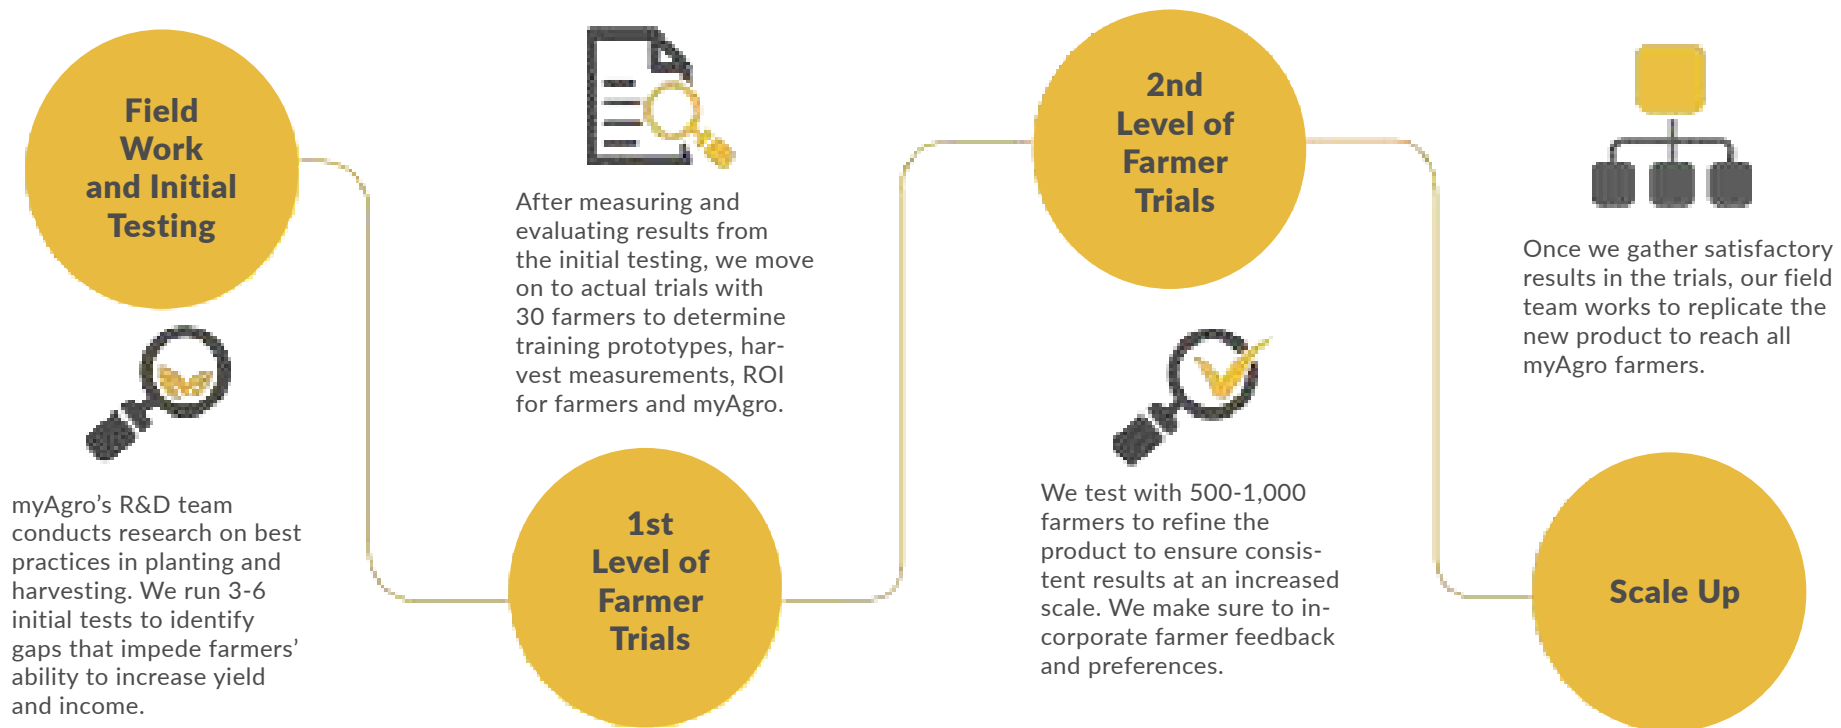 Field
Work
and Initial
Testing
myAgro’s R&D team
conducts research on best
practices in planting and
harvesting. We run 3-6
initial tests to identify
gaps that impede farmers’
ability to increase yield
and income.
After measuring and
evaluating results from
the initial testing, we move
on to actual trials with
30 farmers to determine
training prototypes, har-
vest measurements, ROI
for farmers and myAgro.
1st
Level of
Farmer
Trials
2nd
Level of
Farmer
Trials
We test with 500-1,000
farmers to refine the
product to ensure consis-
tent results at an increased
scale. We make sure to in-
corporate farmer feedback
and preferences.
Once we gather satisfactory
results in the trials, our field
team works to replicate the
new product to reach all
myAgro farmers.
Scale Up